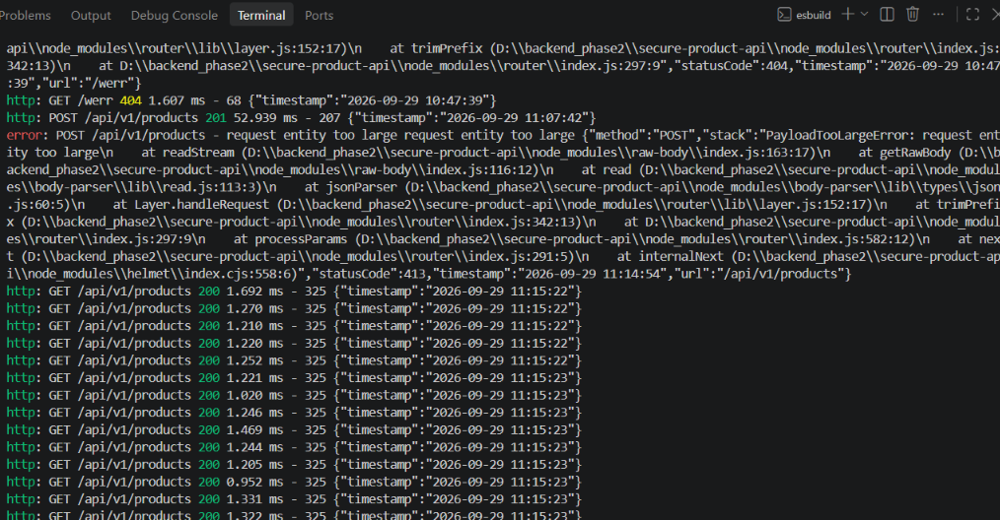 Problems Output Debug Console Terminal Ports esbuild
api\\node_modules\\router\\lib\\layer.js:152:17)\n    at trimPrefix (D:\\backend_phase2\\secure-product-api\\node_modules\\router\\index.js:
342:13)\n    at D:\\backend_phase2\\secure-product-api\\node_modules\\router\\index.js:297:9","statusCode":404,"timestamp":"2026-09-29 10:47
:39","url":"/werr"}
http: GET /werr 404 1.607 ms - 68 {"timestamp":"2026-09-29 10:47:39"}
http: POST /api/v1/products 201 52.939 ms - 207 {"timestamp":"2026-09-29 11:07:42"}
error: POST /api/v1/products - request entity too large request entity too large {"method":"POST","stack":"PayloadTooLargeError: request ent
ity too large\n    at readStream (D:\\backend_phase2\\secure-product-api\\node_modules\\raw-body\\index.js:163:17)\n    at getRawBody (D:\\b
ackend_phase2\\secure-product-api\\node_modules\\raw-body\\index.js:116:12)\n    at read (D:\\backend_phase2\\secure-product-api\\node_modul
es\\body-parser\\lib\\read.js:113:3)\n    at jsonParser (D:\\backend_phase2\\secure-product-api\\node_modules\\body-parser\\lib\\types\\json
.js:60:5)\n    at Layer.handleRequest (D:\\backend_phase2\\secure-product-api\\node_modules\\router\\lib\\layer.js:152:17)\n    at trimPrefi
x (D:\\backend_phase2\\secure-product-api\\node_modules\\router\\index.js:342:13)\n    at D:\\backend_phase2\\secure-product-api\\node_modul
es\\router\\index.js:297:9\n    at processParams (D:\\backend_phase2\\secure-product-api\\node_modules\\router\\index.js:582:12)\n    at nex
t (D:\\backend_phase2\\secure-product-api\\node_modules\\router\\index.js:291:5)\n    at internalNext (D:\\backend_phase2\\secure-product-ap
i\\node_modules\\helmet\\index.cjs:558:6)","statusCode":413,"timestamp":"2026-09-29 11:14:54","url":"/api/v1/products"}
http: GET /api/v1/products 200 1.692 ms - 325 {"timestamp":"2026-09-29 11:15:22"}
http: GET /api/v1/products 200 1.270 ms - 325 {"timestamp":"2026-09-29 11:15:22"}
http: GET /api/v1/products 200 1.210 ms - 325 {"timestamp":"2026-09-29 11:15:22"}
http: GET /api/v1/products 200 1.220 ms - 325 {"timestamp":"2026-09-29 11:15:22"}
http: GET /api/v1/products 200 1.252 ms - 325 {"timestamp":"2026-09-29 11:15:22"}
http: GET /api/v1/products 200 1.221 ms - 325 {"timestamp":"2026-09-29 11:15:23"}
http: GET /api/v1/products 200 1.020 ms - 325 {"timestamp":"2026-09-29 11:15:23"}
http: GET /api/v1/products 200 1.246 ms - 325 {"timestamp":"2026-09-29 11:15:23"}
http: GET /api/v1/products 200 1.469 ms - 325 {"timestamp":"2026-09-29 11:15:23"}
http: GET /api/v1/products 200 1.244 ms - 325 {"timestamp":"2026-09-29 11:15:23"}
http: GET /api/v1/products 200 1.205 ms - 325 {"timestamp":"2026-09-29 11:15:23"}
http: GET /api/v1/products 200 0.952 ms - 325 {"timestamp":"2026-09-29 11:15:23"}
http: GET /api/v1/products 200 1.331 ms - 325 {"timestamp":"2026-09-29 11:15:23"}
http: GET /api/v1/products 200 1.322 ms - 325 {"timestamp":"2026-09-29 11:15:23"}